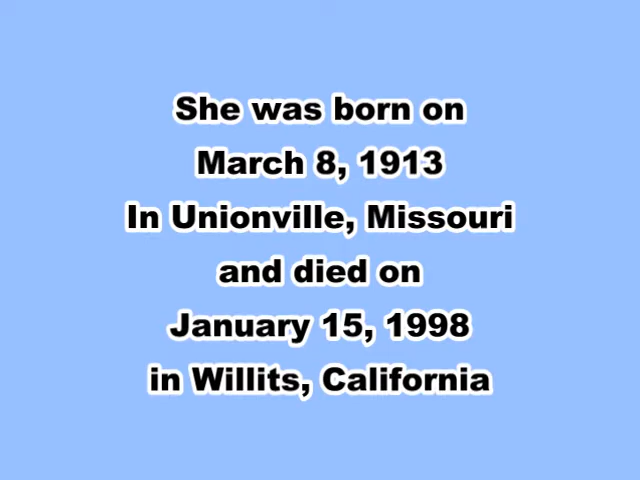 She was born on
March 8, 1913
In Unionville, Missouri
and died on
January 15, 1998
in Willits, California